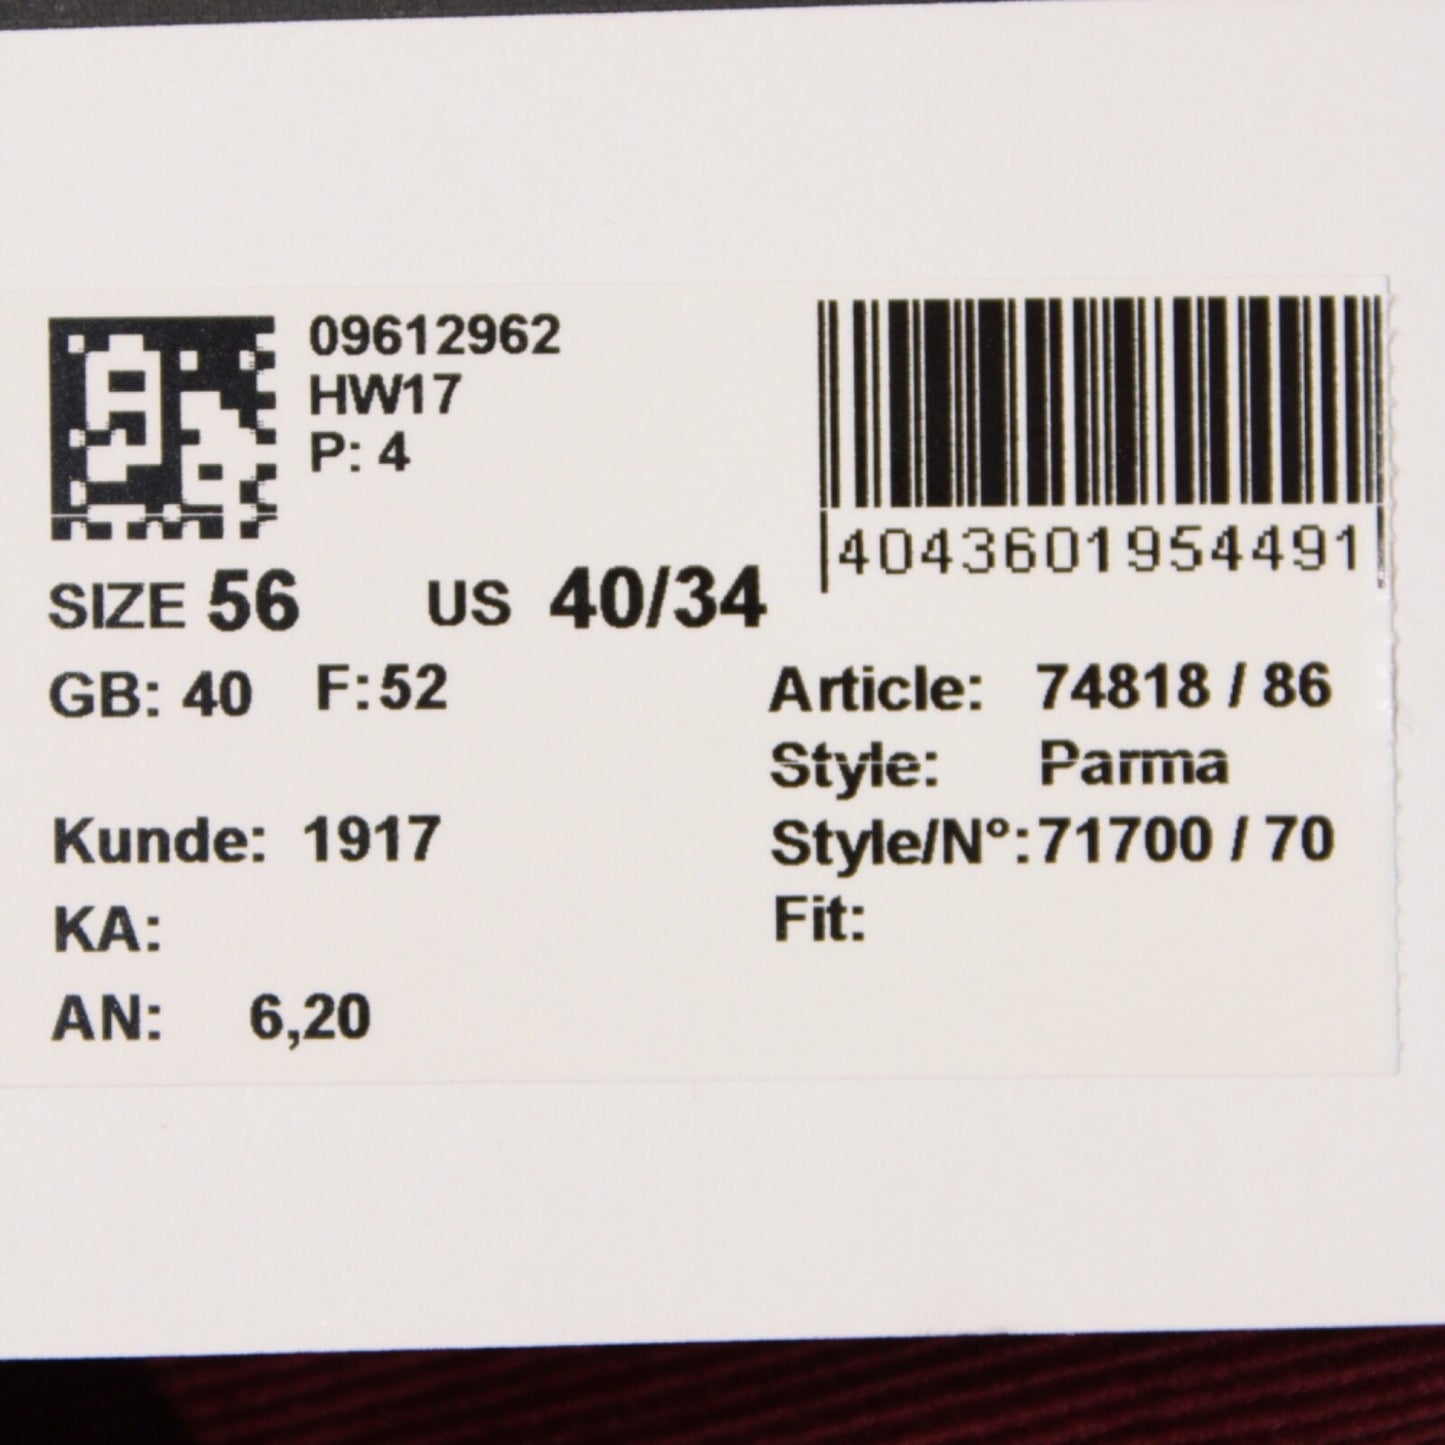 09612962
HW17
P: 4
4043601954491
SIZE 56 US 40/34
GB: 40 F:52
Article: 74818 / 86
Style: Parma
Kunde: 1917
Style/N°:71700 / 70
KA:
Fit:
AN: 6,20